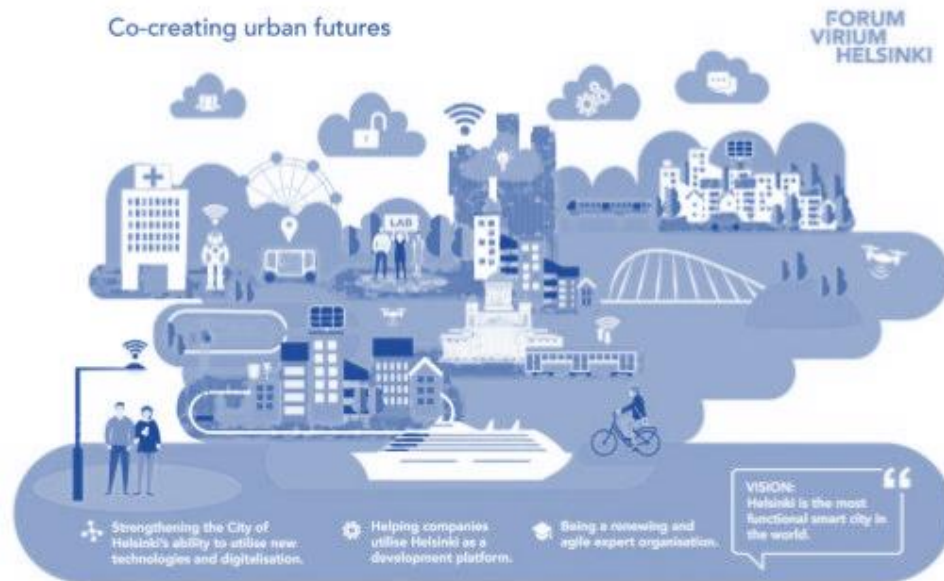 Co-creating urban futures
FORUM
VIRIUM
HELSINKI
LAB
Strengthening the City of
Helsinki's ability to utilise new
technologies and digitalisation.
Helping companies
utilise Helsinki as a
development platform.
Being a renewing and
agile expert organisation.
VISION:
Helsinki is the most
functional smart city in
the world.